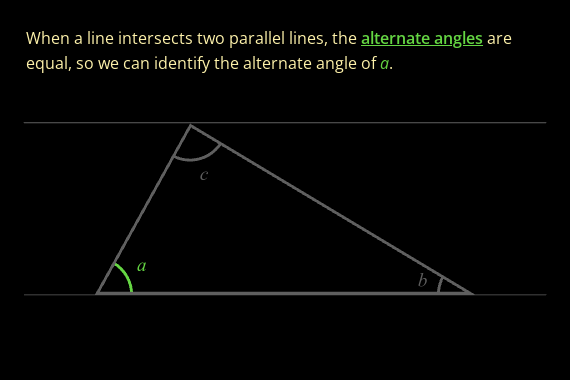 When a line intersects two parallel lines, the alternate angles are
equal, so we can identify the alternate angle of a.
c
a
b